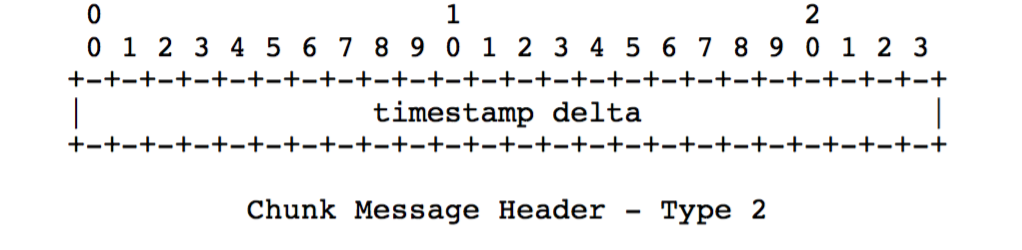 0                   1                   2
 0 1 2 3 4 5 6 7 8 9 0 1 2 3 4 5 6 7 8 9 0 1 2 3
+-+-+-+-+-+-+-+-+-+-+-+-+-+-+-+-+-+-+-+-+-+-+-+-+
|                timestamp delta                |
+-+-+-+-+-+-+-+-+-+-+-+-+-+-+-+-+-+-+-+-+-+-+-+-+
Chunk Message Header - Type 2